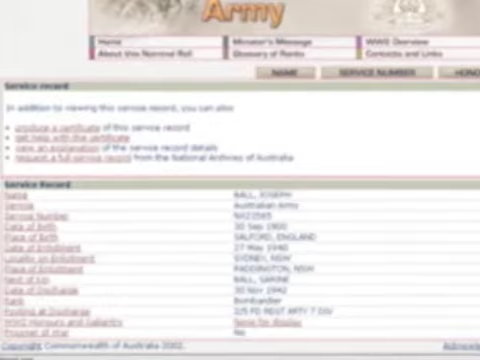 Army
Home Minister's Message WW2 Overview
About this Nominal Roll Glossary of Ranks Contacts and Links
NAME SERVICE NUMBER HONO
Service record
In addition to viewing this service record, you can also
• produce a certificate of this service record
• get help with the certificate
• view an explanation of the service record details
• request a full service record from the National Archives of Australia
Service Record
Name BALL, JOSEPH
Service Australian Army
Service Number
Date of Birth 30 Sep 1900
Place of Birth SALFORD, ENGLAND
Date of Enlistment 27 May 1940
Locality on Enlistment SYDNEY, NSW
Place of Enlistment PADDINGTON, NSW
Next of Kin BALL,
Date of Discharge 30 Nov 1942
Rank Bombardier
Posting at Discharge 2/5 FD REGT ARTY 7 DIV
WW2 Honours and Gallantry None for display
Prisoner of War No
Copyright Commonwealth of Australia 2002. Acknowle